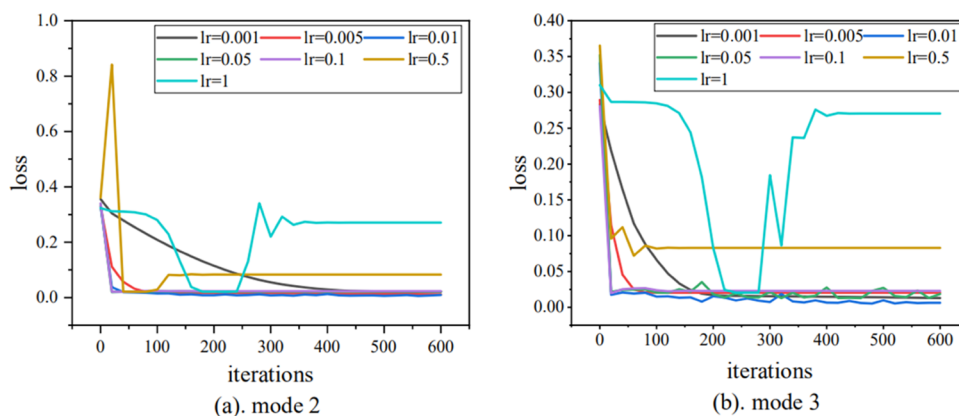 lr=0.001 lr=0.005 lr=0.01
lr=0.05 lr=0.1 lr=0.5
lr=1
1.0
0.8
0.6
0.4
0.2
0.0
loss
0 100 200 300 400 500 600
iterations
(a). mode 2
lr=0.001 lr=0.005 lr=0.01
lr=0.05 lr=0.1 lr=0.5
lr=1
0.40
0.35
0.30
0.25
0.20
0.15
0.10
0.05
0.00
loss
0 100 200 300 400 500 600
iterations
(b). mode 3